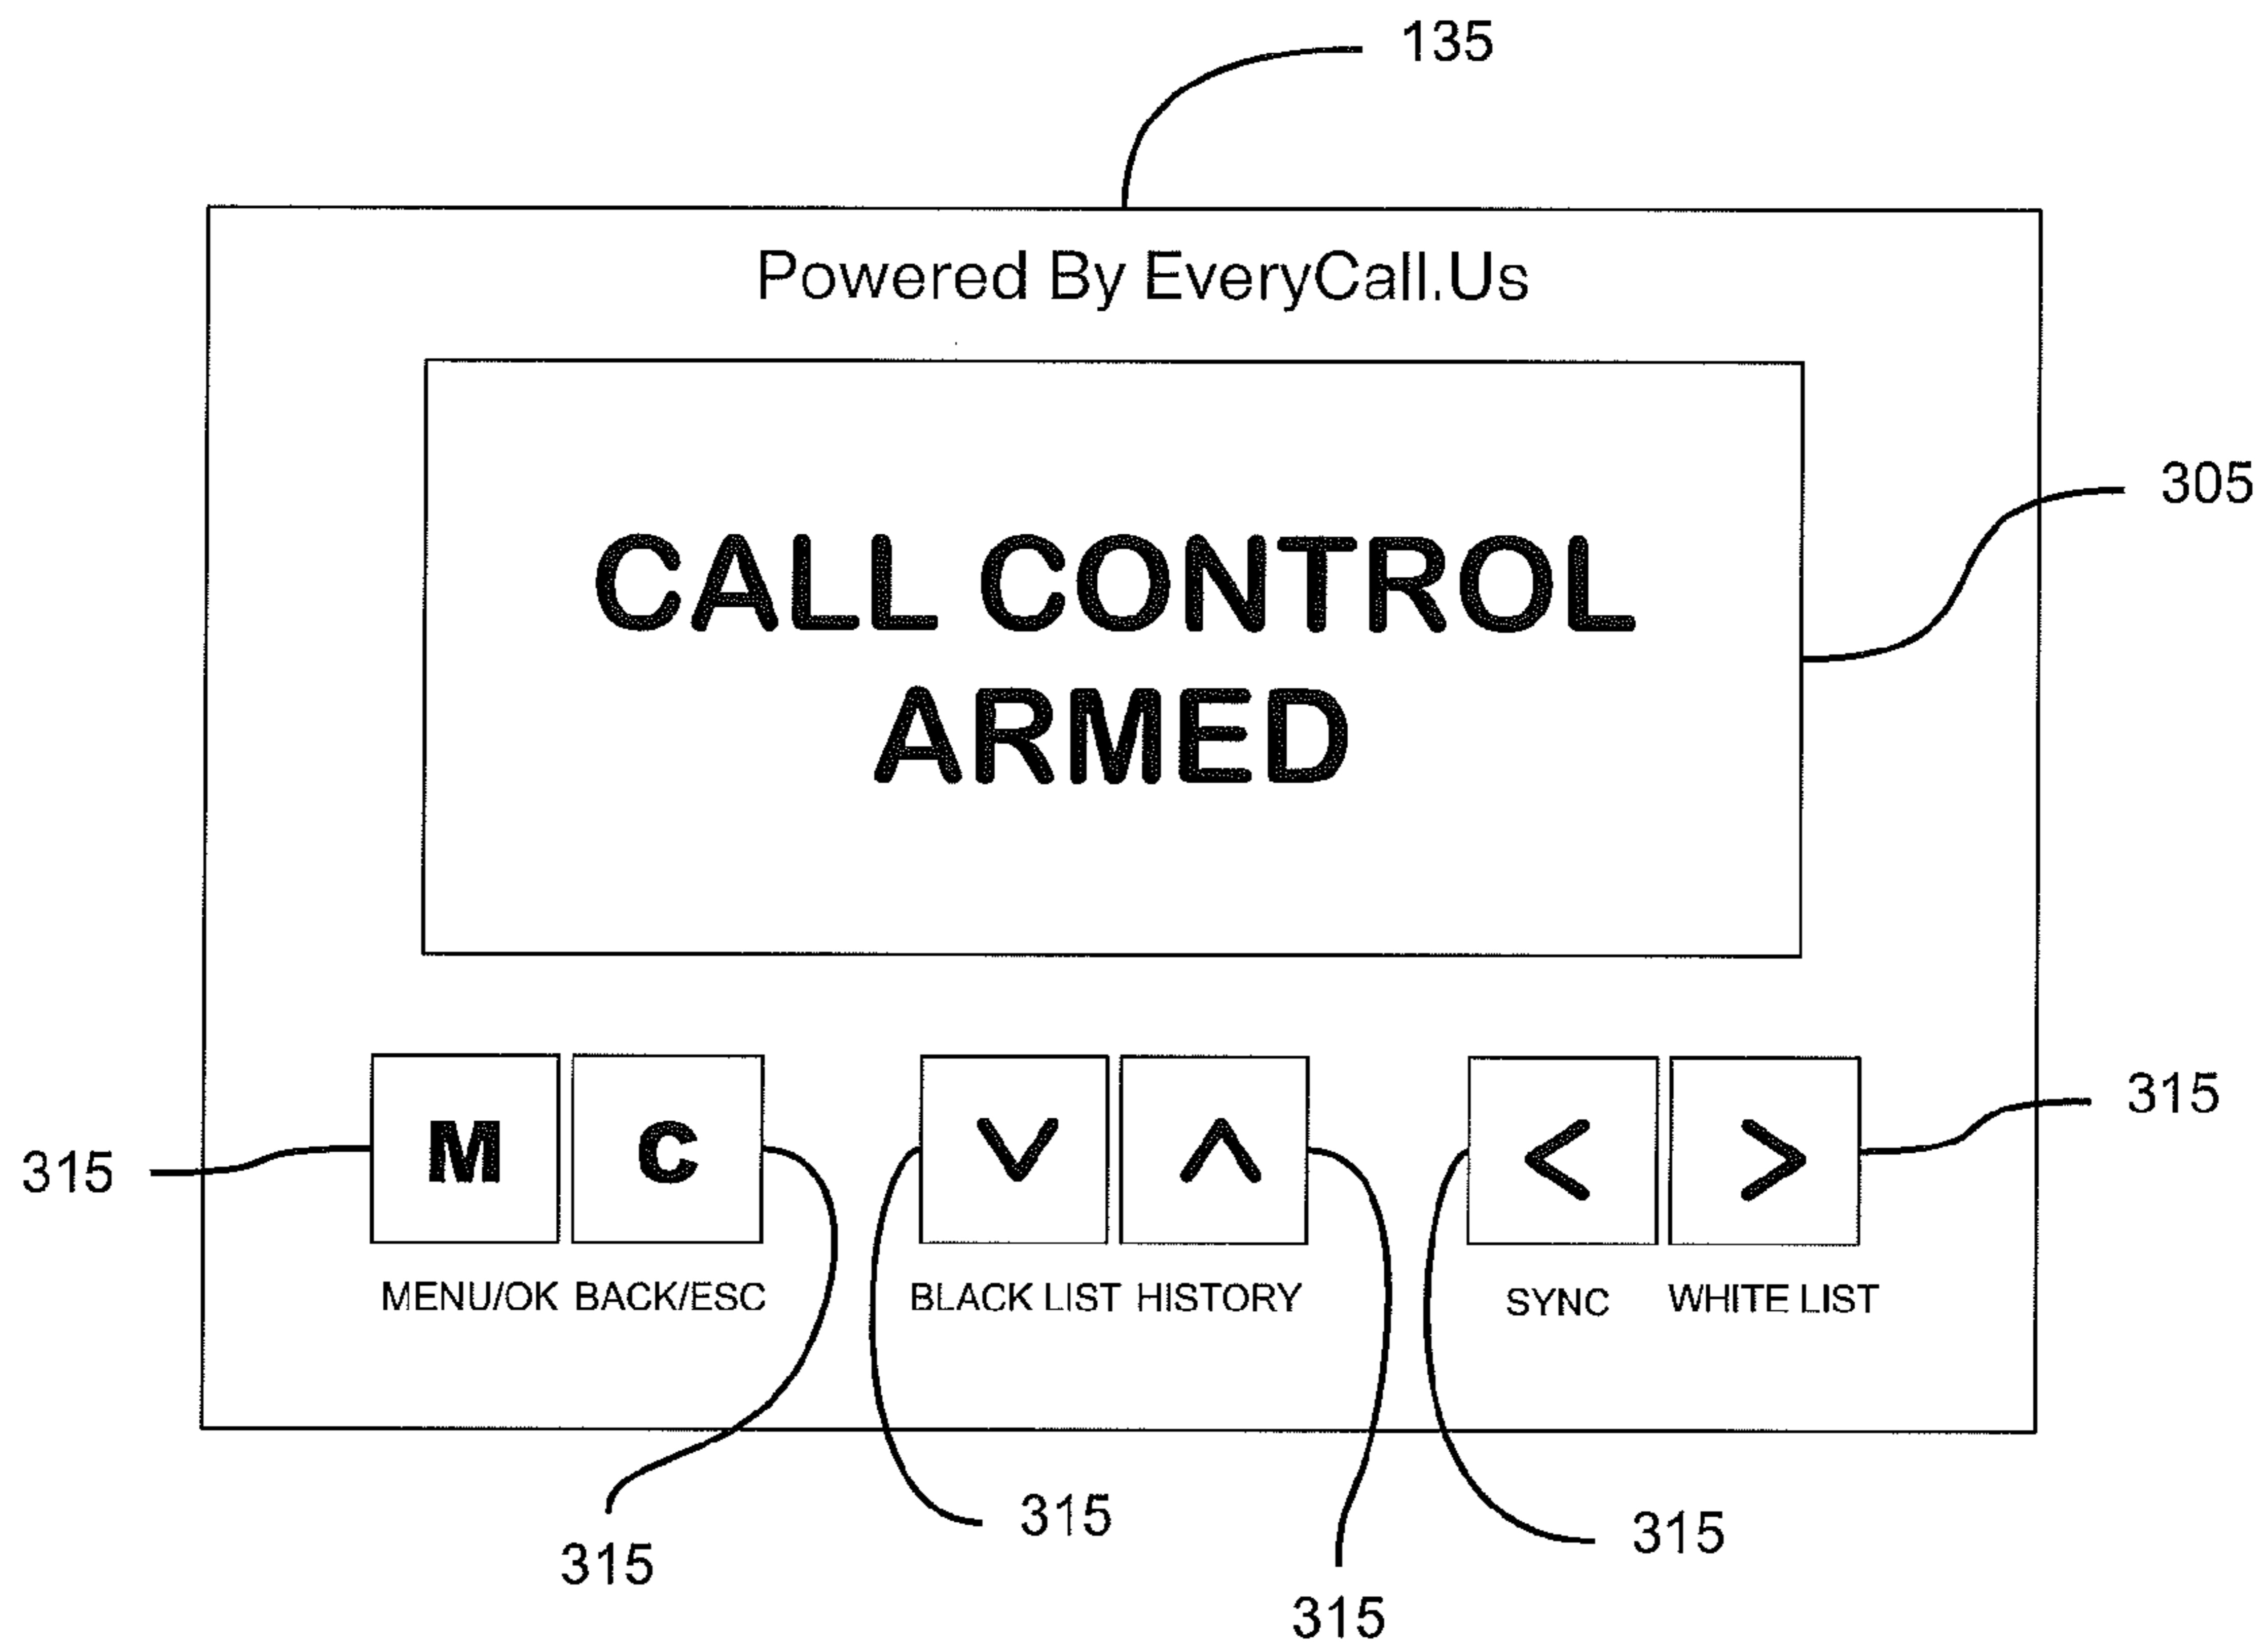 135
Powered By EveryCall.Us
305
CALL CONTROL
ARMED
315
315
M C V Λ < >
MENU/OK BACK/ESC BLACK LIST HISTORY SYNC WHITE LIST
315
315
315
315